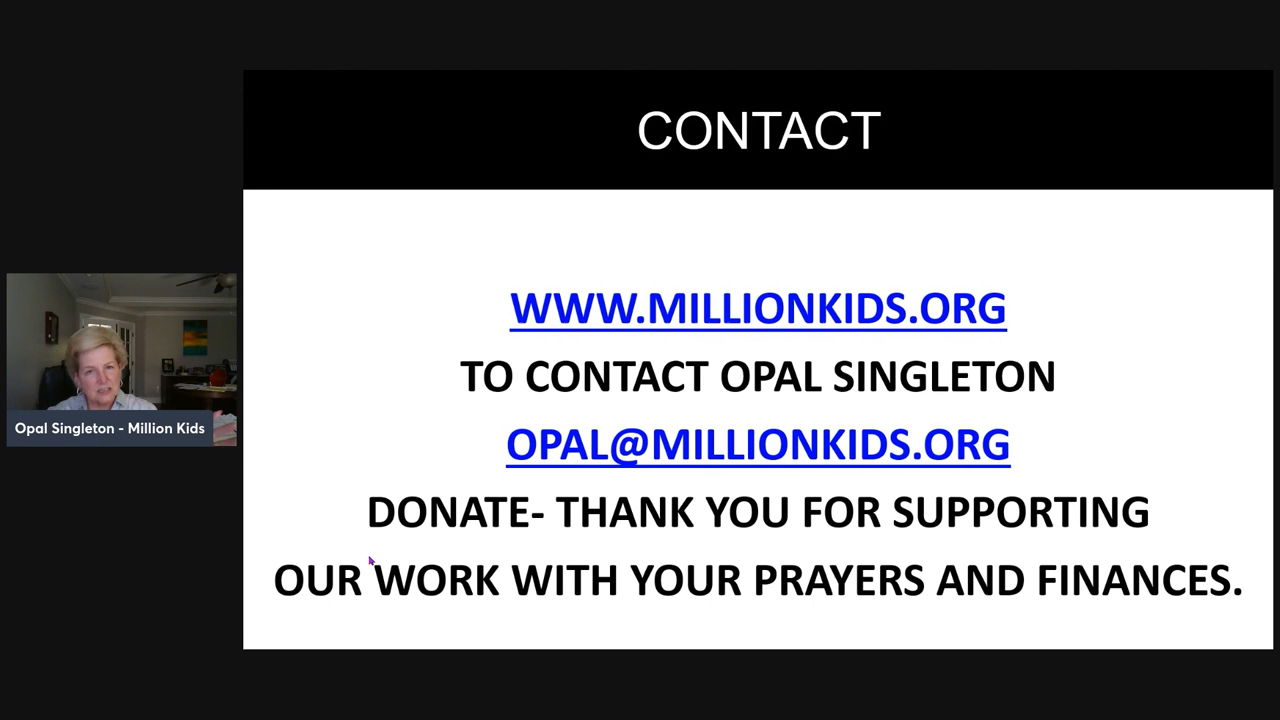 CONTACT
WWW.MILLIONKIDS.ORG
TO CONTACT OPAL SINGLETON
OPAL@MILLIONKIDS.ORG
DONATE- THANK YOU FOR SUPPORTING
OUR WORK WITH YOUR PRAYERS AND FINANCES.
Opal Singleton - Million Kids